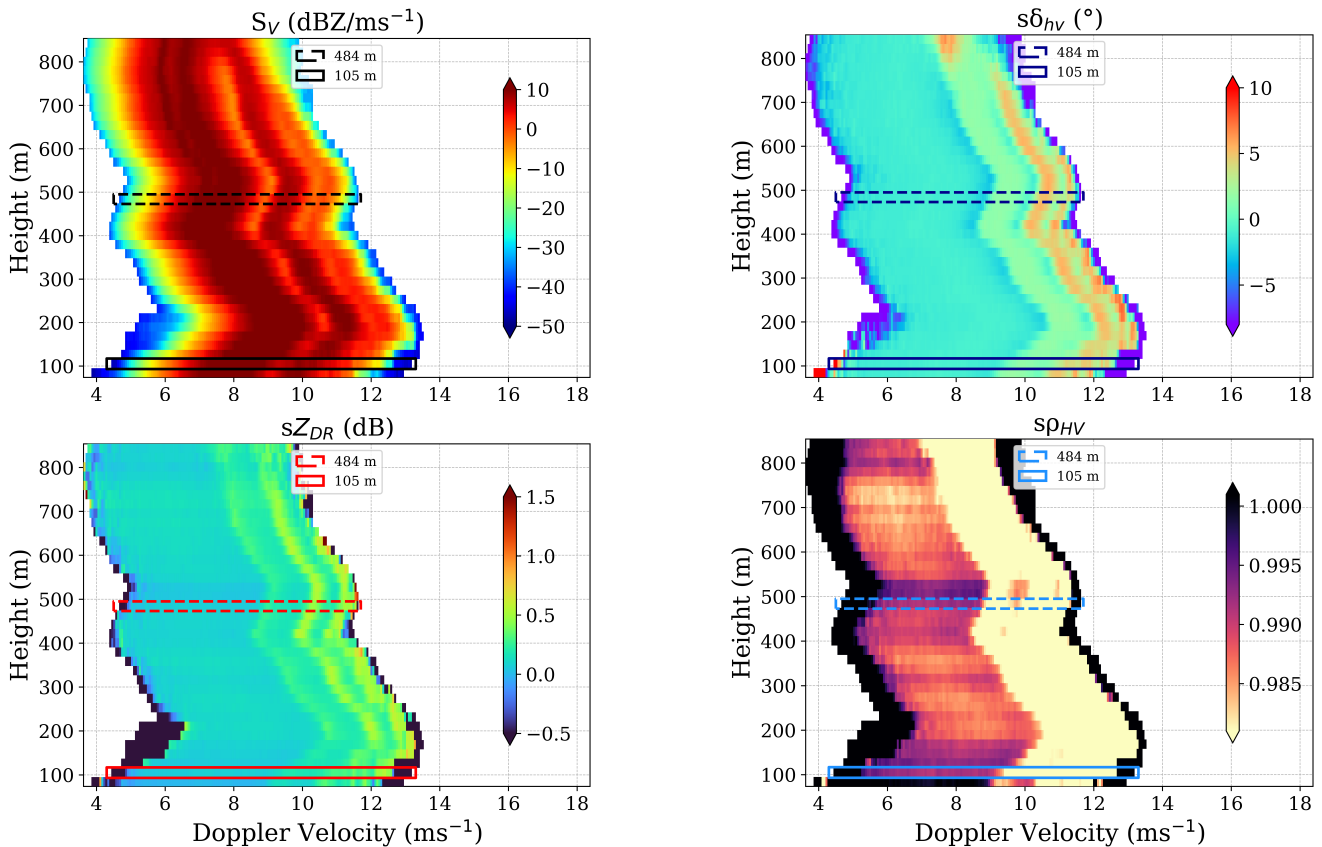 S_V (dBZ/ms⁻¹)
484 m
105 m
Height (m)
800
700
600
500
400
300
200
100
4 6 8 10 12 14 16 18
10
0
−10
−20
−30
−40
−50
sδ_hv (°)
484 m
105 m
Height (m)
800
700
600
500
400
300
200
100
4 6 8 10 12 14 16 18
10
5
0
−5
sZ_DR (dB)
484 m
105 m
Height (m)
800
700
600
500
400
300
200
100
4 6 8 10 12 14 16 18
Doppler Velocity (ms⁻¹)
1.5
1.0
0.5
0.0
−0.5
sρ_HV
484 m
105 m
Height (m)
800
700
600
500
400
300
200
100
4 6 8 10 12 14 16 18
Doppler Velocity (ms⁻¹)
1.000
0.995
0.990
0.985